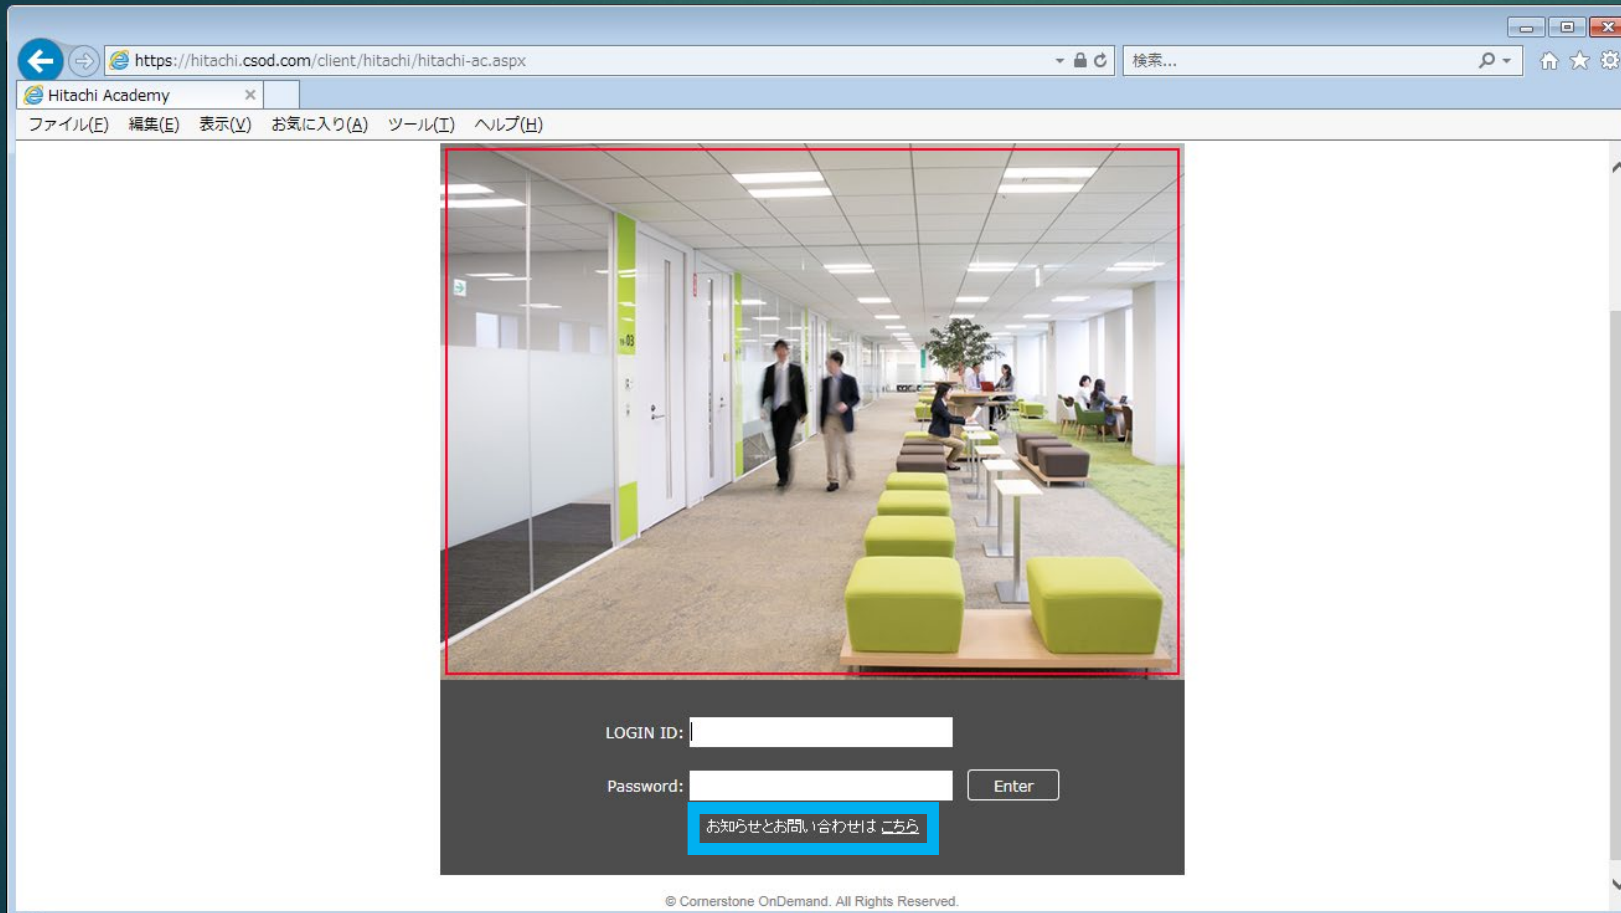 https://hitachi.csod.com/client/hitachi/hitachi-ac.aspx
検索...
Hitachi Academy
ファイル(F) 編集(E) 表示(V) お気に入り(A) ツール(T) ヘルプ(H)
03
LOGIN ID:
Password:
Enter
お知らせとお問い合わせは こちら
© Cornerstone OnDemand. All Rights Reserved.